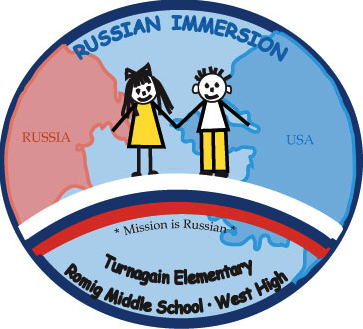 RUSSIAN IMMERSION
RUSSIA
USA
* Mission is Russian *
Turnagain Elementary
Romig Middle School · West High